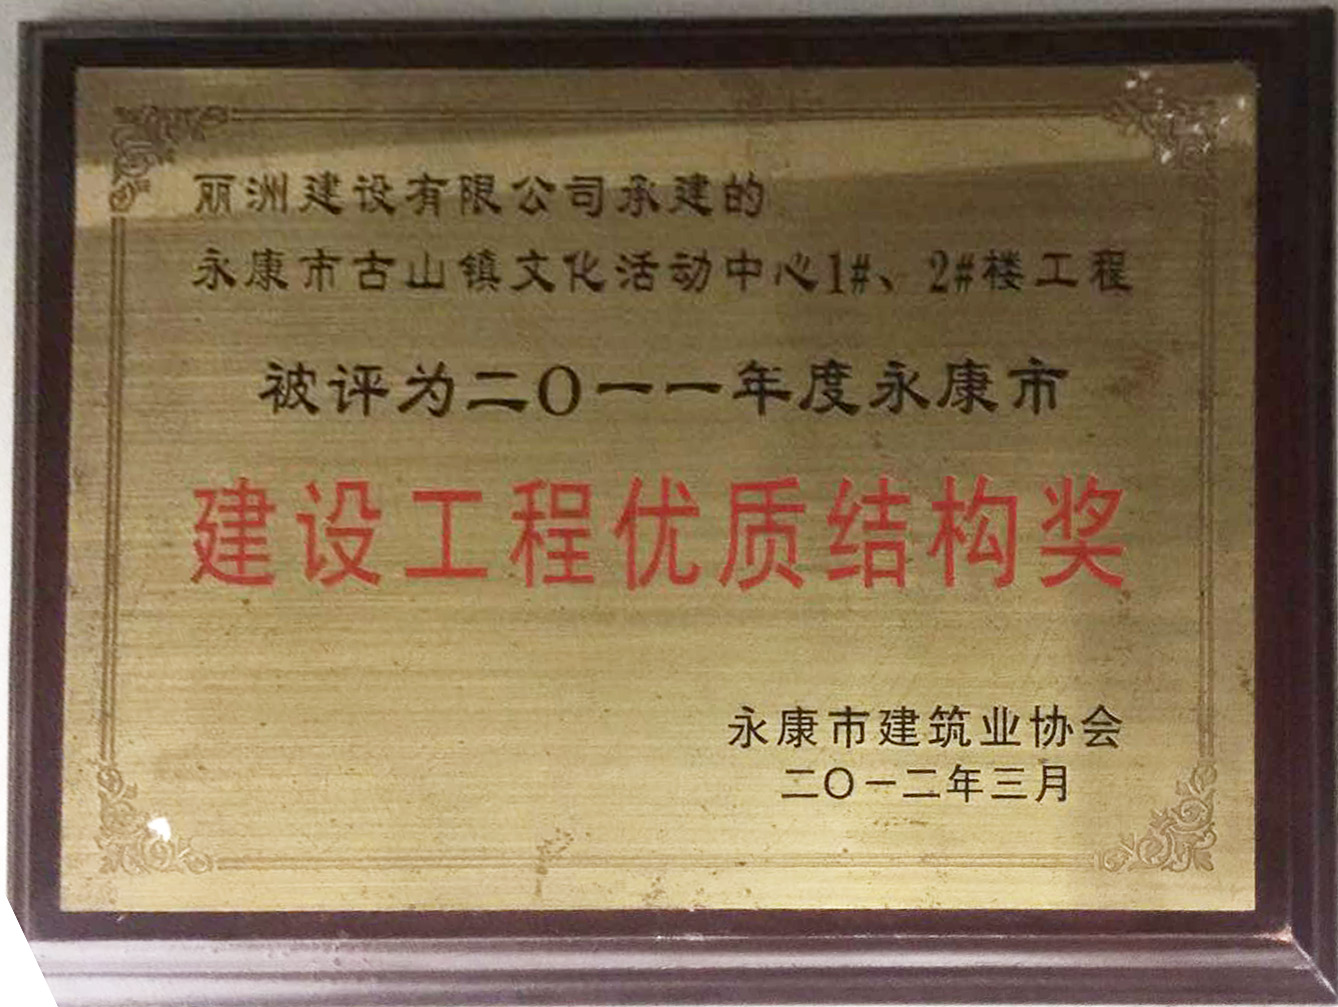 丽洲建设有限公司承建的
永康市古山镇文化活动中心1#、2#楼工程
被评为二〇一一年度永康市
建设工程优质结构奖
永康市建筑业协会
二〇一二年三月